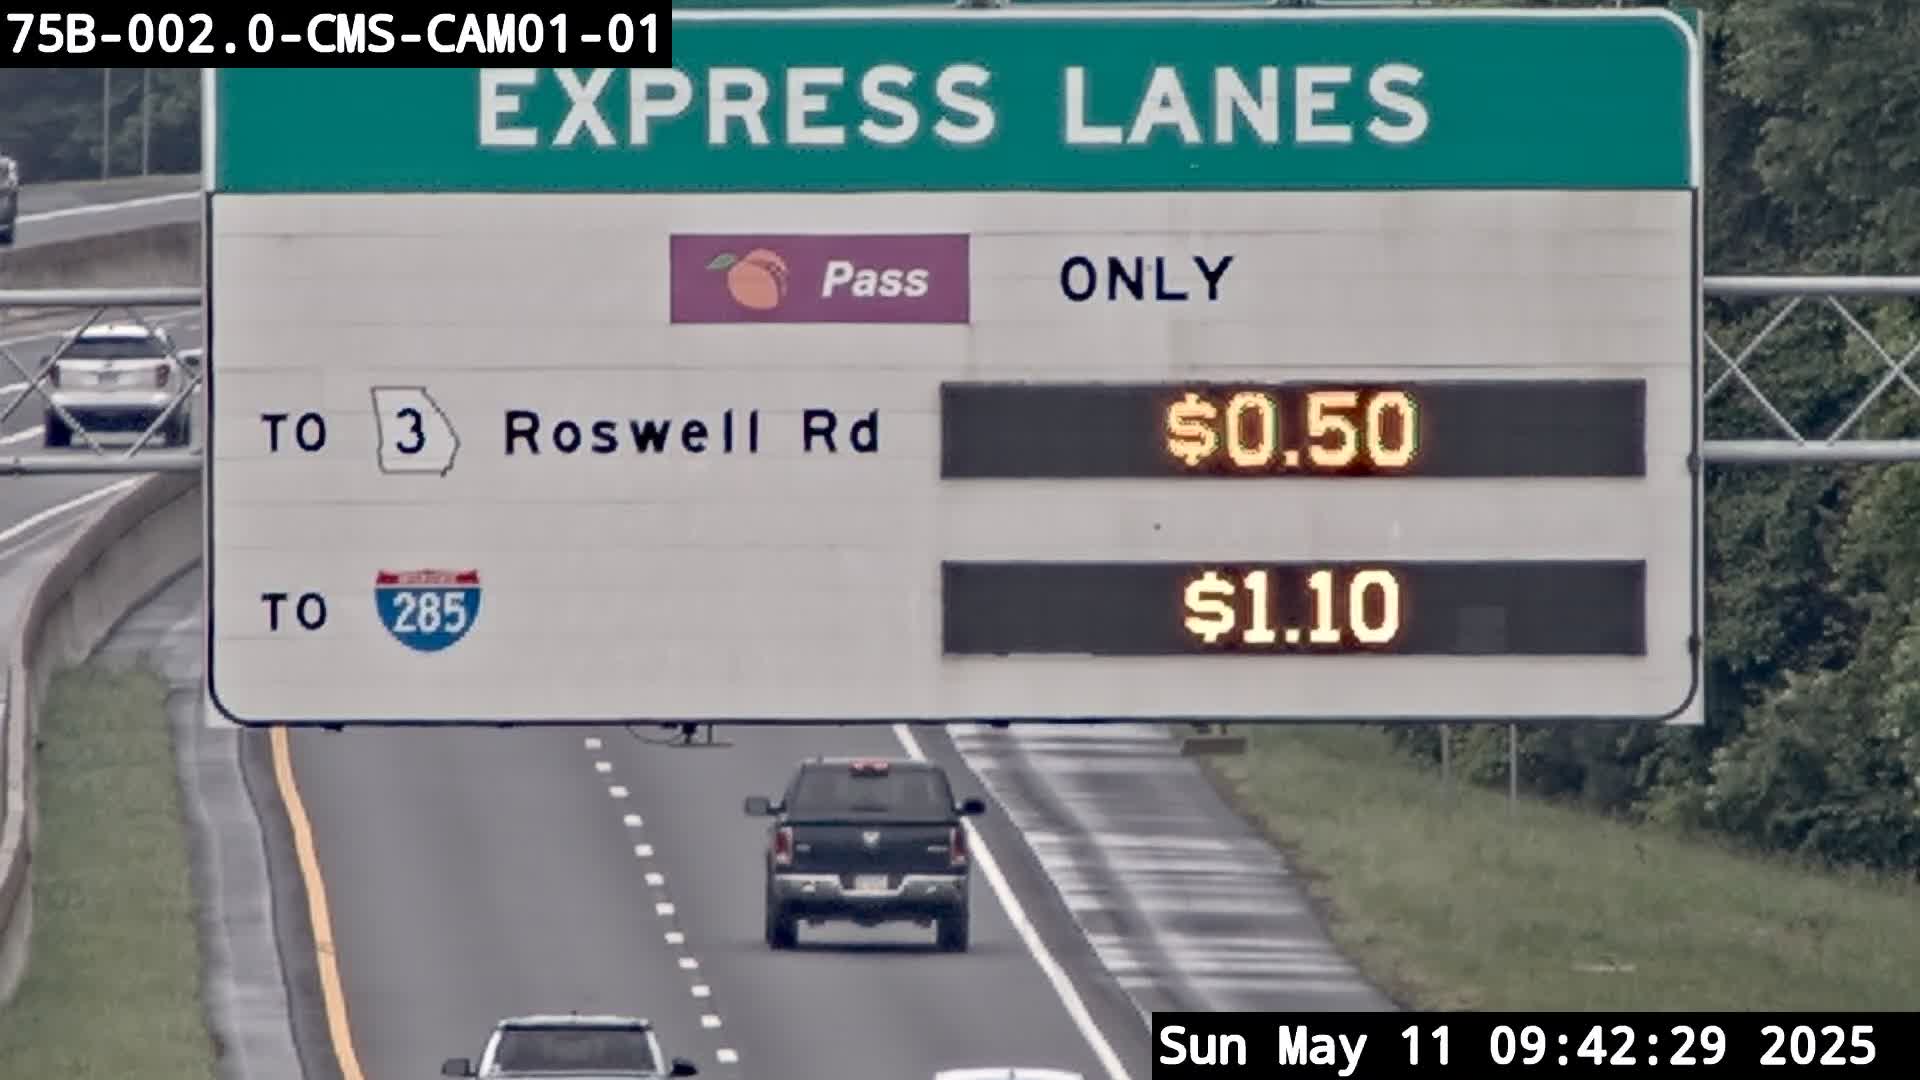 75B-002.0-CMS-CAM01-01
EXPRESS LANES
Pass ONLY
TO 3 Roswell Rd $0.50
TO 285 $1.10
Sun May 11 09:42:29 2025